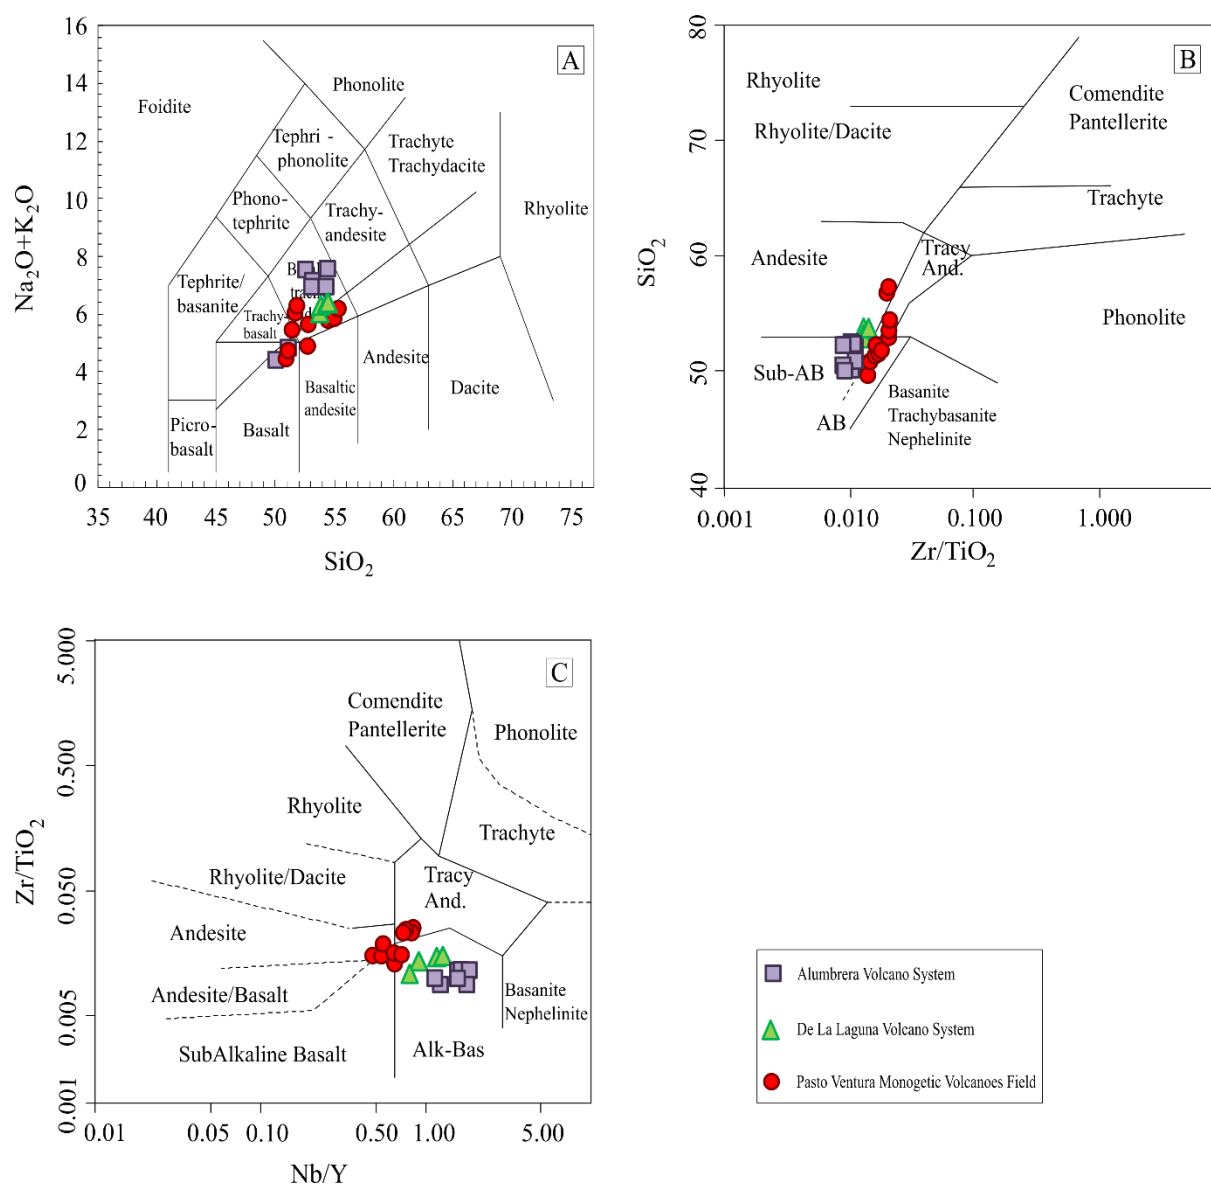 A
16
14
12
10
8
6
4
2
0
Na2O+K2O
35
40
45
50
55
60
65
70
75
SiO2
Foidite
Phonolite
Tephri -
phonolite
Trachyte
Trachydacite
Phono-
tephrite
Trachy-
andesite
Rhyolite
Tephrite/
basanite
Trachy-
basalt
Picro-
basalt
Basalt
Basaltic
andesite
Andesite
Dacite
B
80
70
60
50
40
SiO2
0.001
0.010
0.100
1.000
Zr/TiO2
Rhyolite
Rhyolite/Dacite
Comendite
Pantellerite
Trachyte
Andesite
Tracy
And.
Phonolite
Sub-AB
AB
Basanite
Trachybasanite
Nephelinite
C
5.000
0.500
0.050
0.005
0.001
Zr/TiO2
0.01
0.05
0.10
0.50
1.00
5.00
Nb/Y
Comendite
Pantellerite
Phonolite
Rhyolite
Trachyte
Rhyolite/Dacite
Tracy
And.
Andesite
Andesite/Basalt
Basanite
Nephelinite
SubAlkaline Basalt
Alk-Bas
Alumbrera Volcano System
De La Laguna Volcano System
Pasto Ventura Monogetic Volcanoes Field